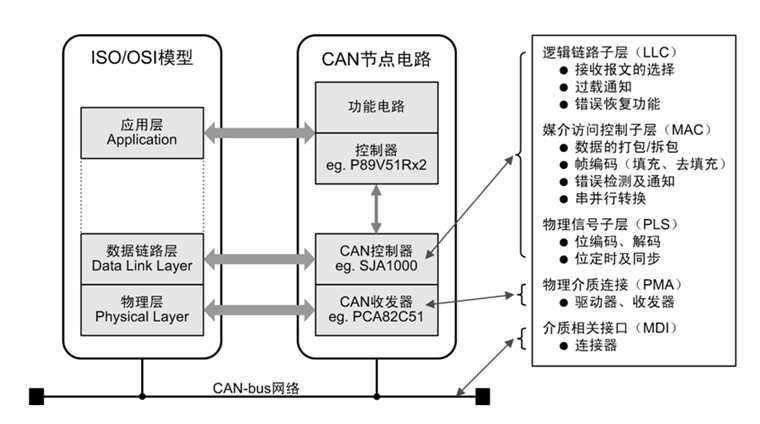 ISO/OSI模型
应用层
Application
数据链路层
Data Link Layer
物理层
Physical Layer
CAN节点电路
功能电路
控制器
eg. P89V51Rx2
CAN控制器
eg. SJA1000
CAN收发器
eg. PCA82C51
逻辑链路子层（LLC）
● 接收报文的选择
● 过载通知
● 错误恢复功能
媒介访问控制子层（MAC）
● 数据的打包/拆包
● 帧编码（填充、去填充）
● 错误检测及通知
● 串并行转换
物理信号子层（PLS）
● 位编码、解码
● 位定时及同步
物理介质连接（PMA）
● 驱动器、收发器
介质相关接口（MDI）
● 连接器
CAN-bus网络